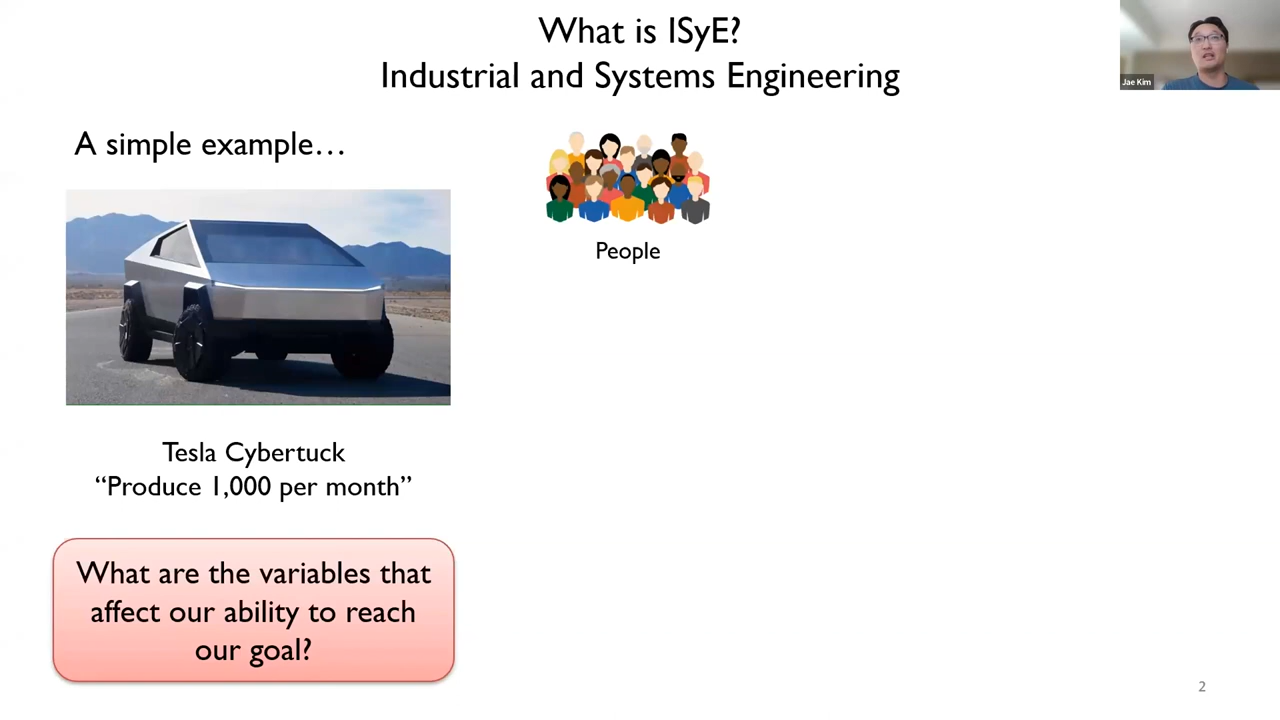 What is ISyE?
Industrial and Systems Engineering
Jae Kim
A simple example…
People
Tesla Cybertuck
“Produce 1,000 per month”
What are the variables that
affect our ability to reach
our goal?
2